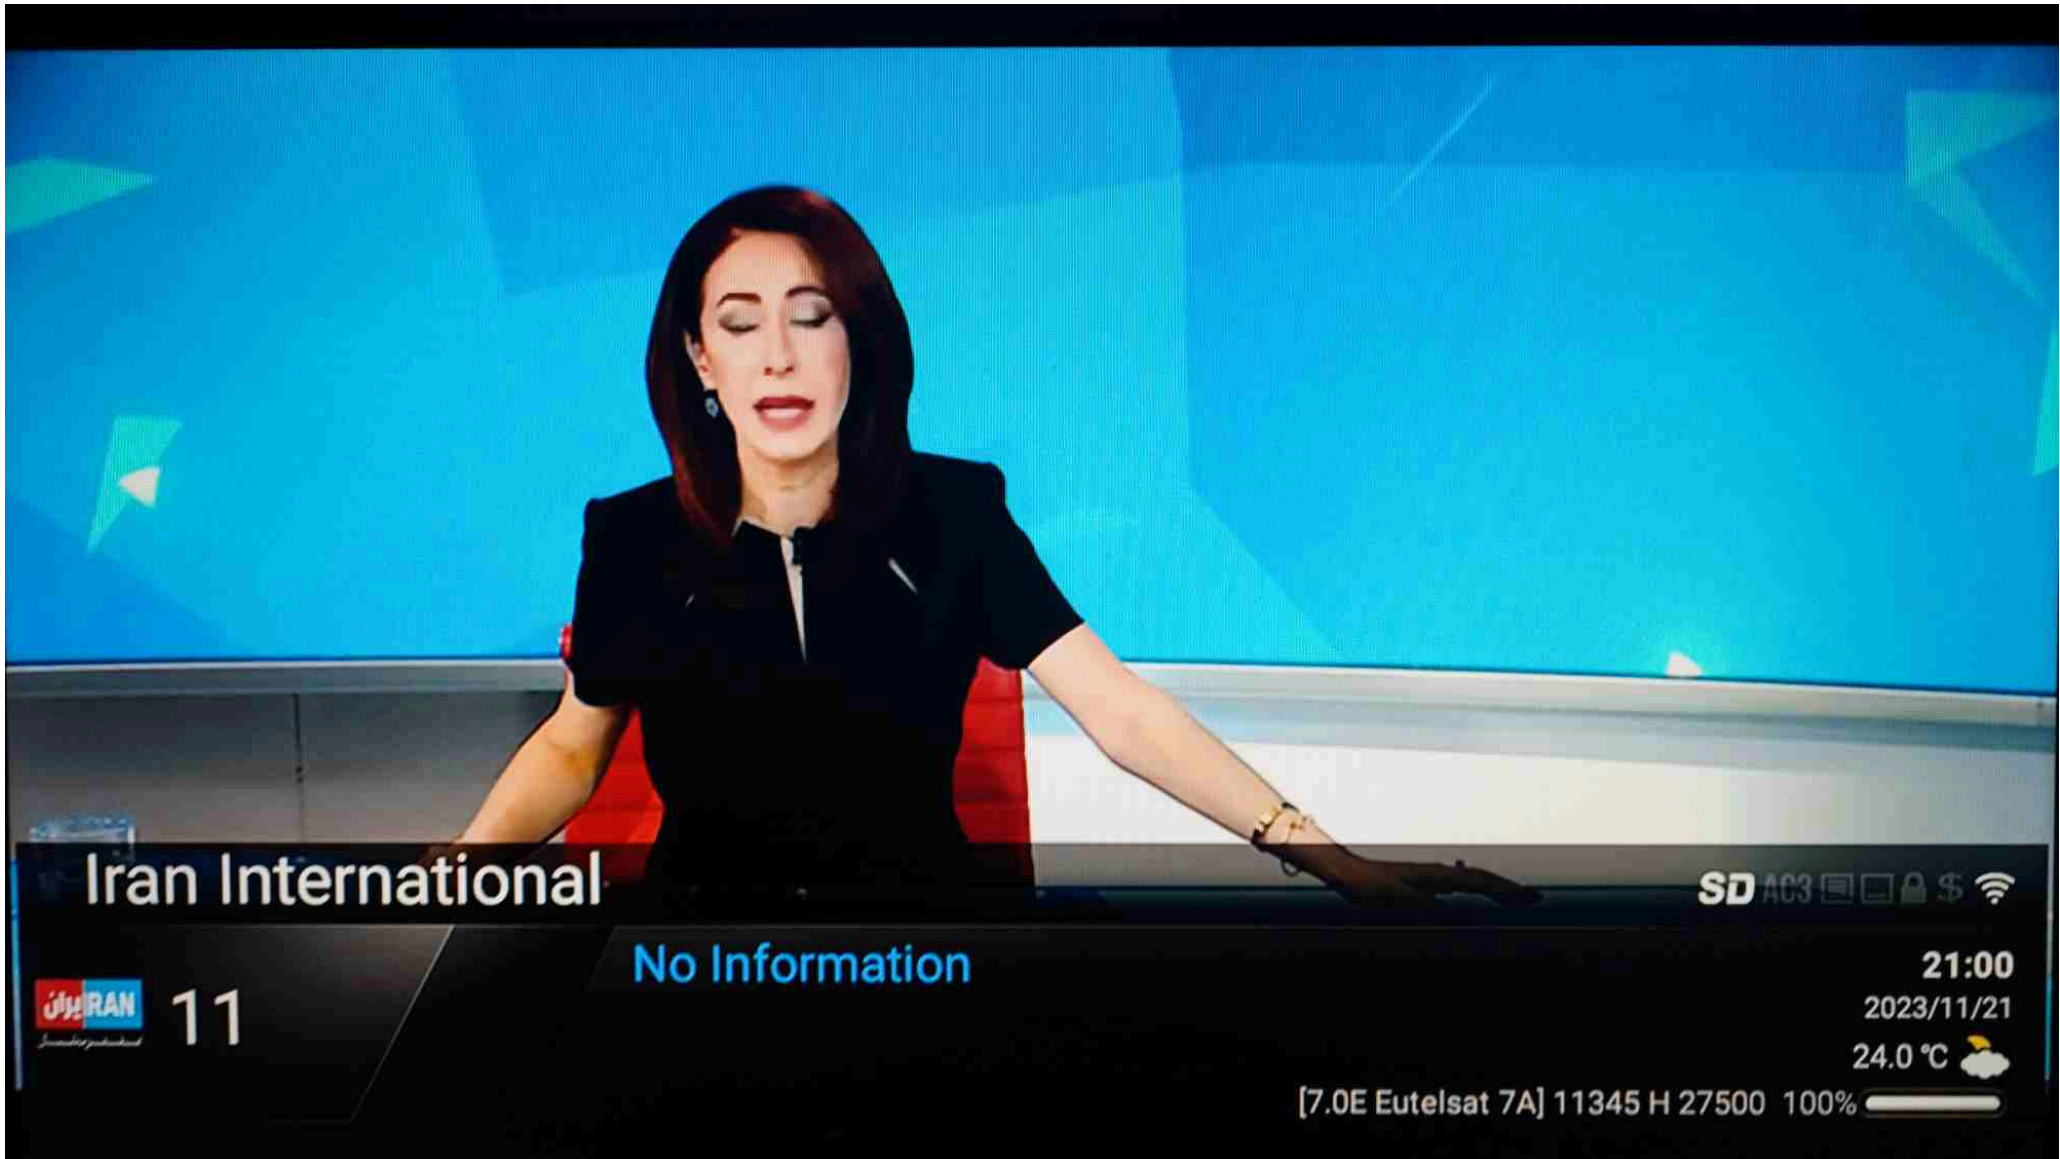 Iran International
SD AC3 $
No Information
21:00
ایران IRAN
11
2023/11/21
24.0 °C
[7.0E Eutelsat 7A] 11345 H 27500 100%